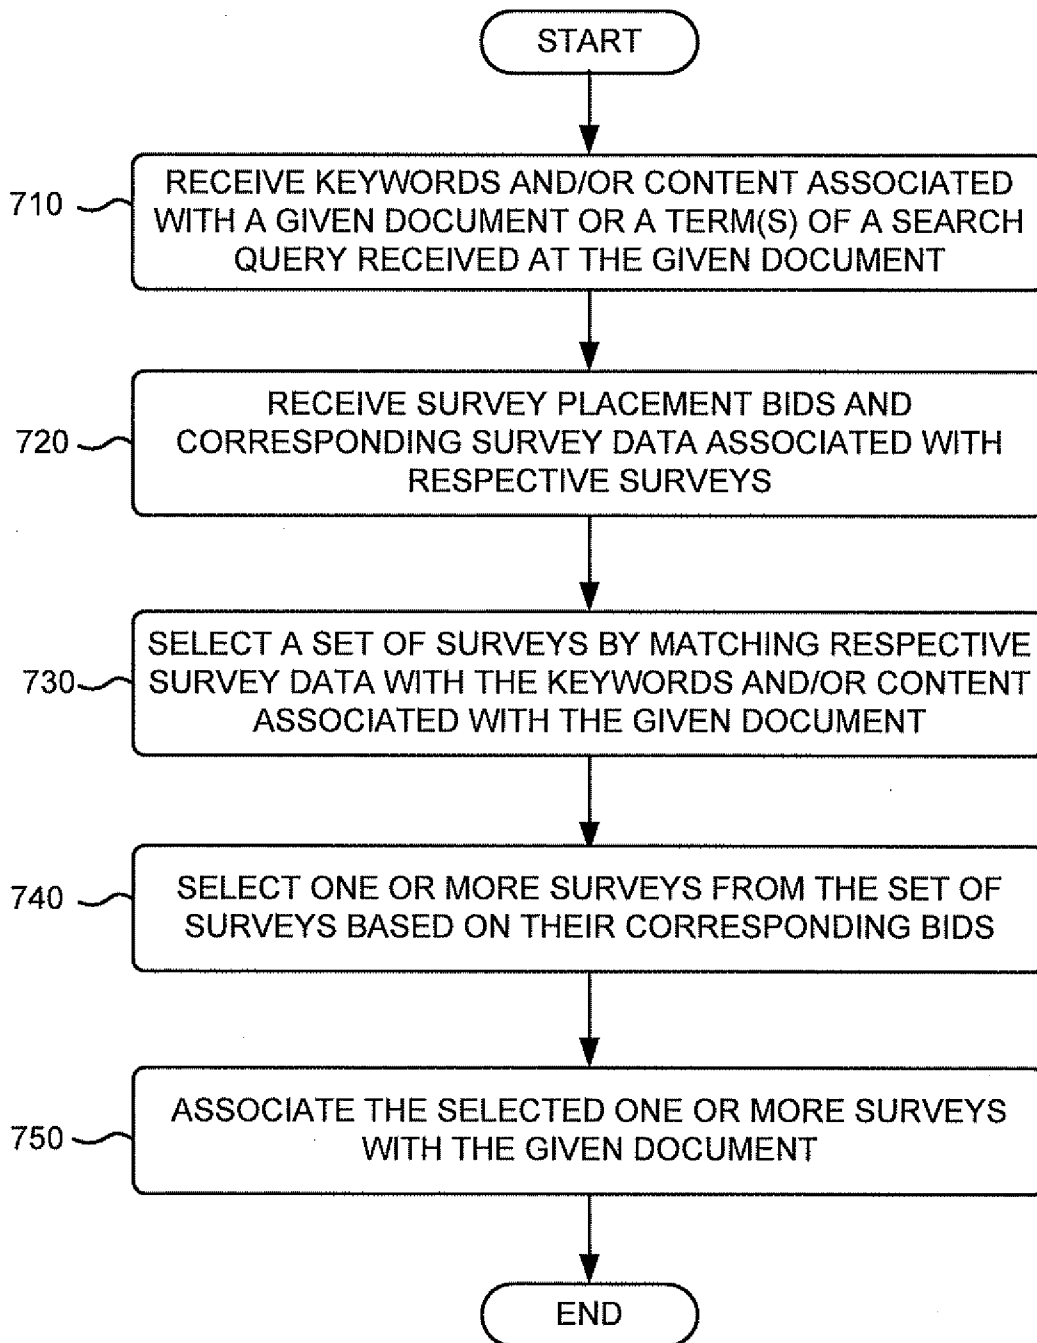 START
710
RECEIVE KEYWORDS AND/OR CONTENT ASSOCIATED
WITH A GIVEN DOCUMENT OR A TERM(S) OF A SEARCH
QUERY RECEIVED AT THE GIVEN DOCUMENT
720
RECEIVE SURVEY PLACEMENT BIDS AND
CORRESPONDING SURVEY DATA ASSOCIATED WITH
RESPECTIVE SURVEYS
730
SELECT A SET OF SURVEYS BY MATCHING RESPECTIVE
SURVEY DATA WITH THE KEYWORDS AND/OR CONTENT
ASSOCIATED WITH THE GIVEN DOCUMENT
740
SELECT ONE OR MORE SURVEYS FROM THE SET OF
SURVEYS BASED ON THEIR CORRESPONDING BIDS
750
ASSOCIATE THE SELECTED ONE OR MORE SURVEYS
WITH THE GIVEN DOCUMENT
END